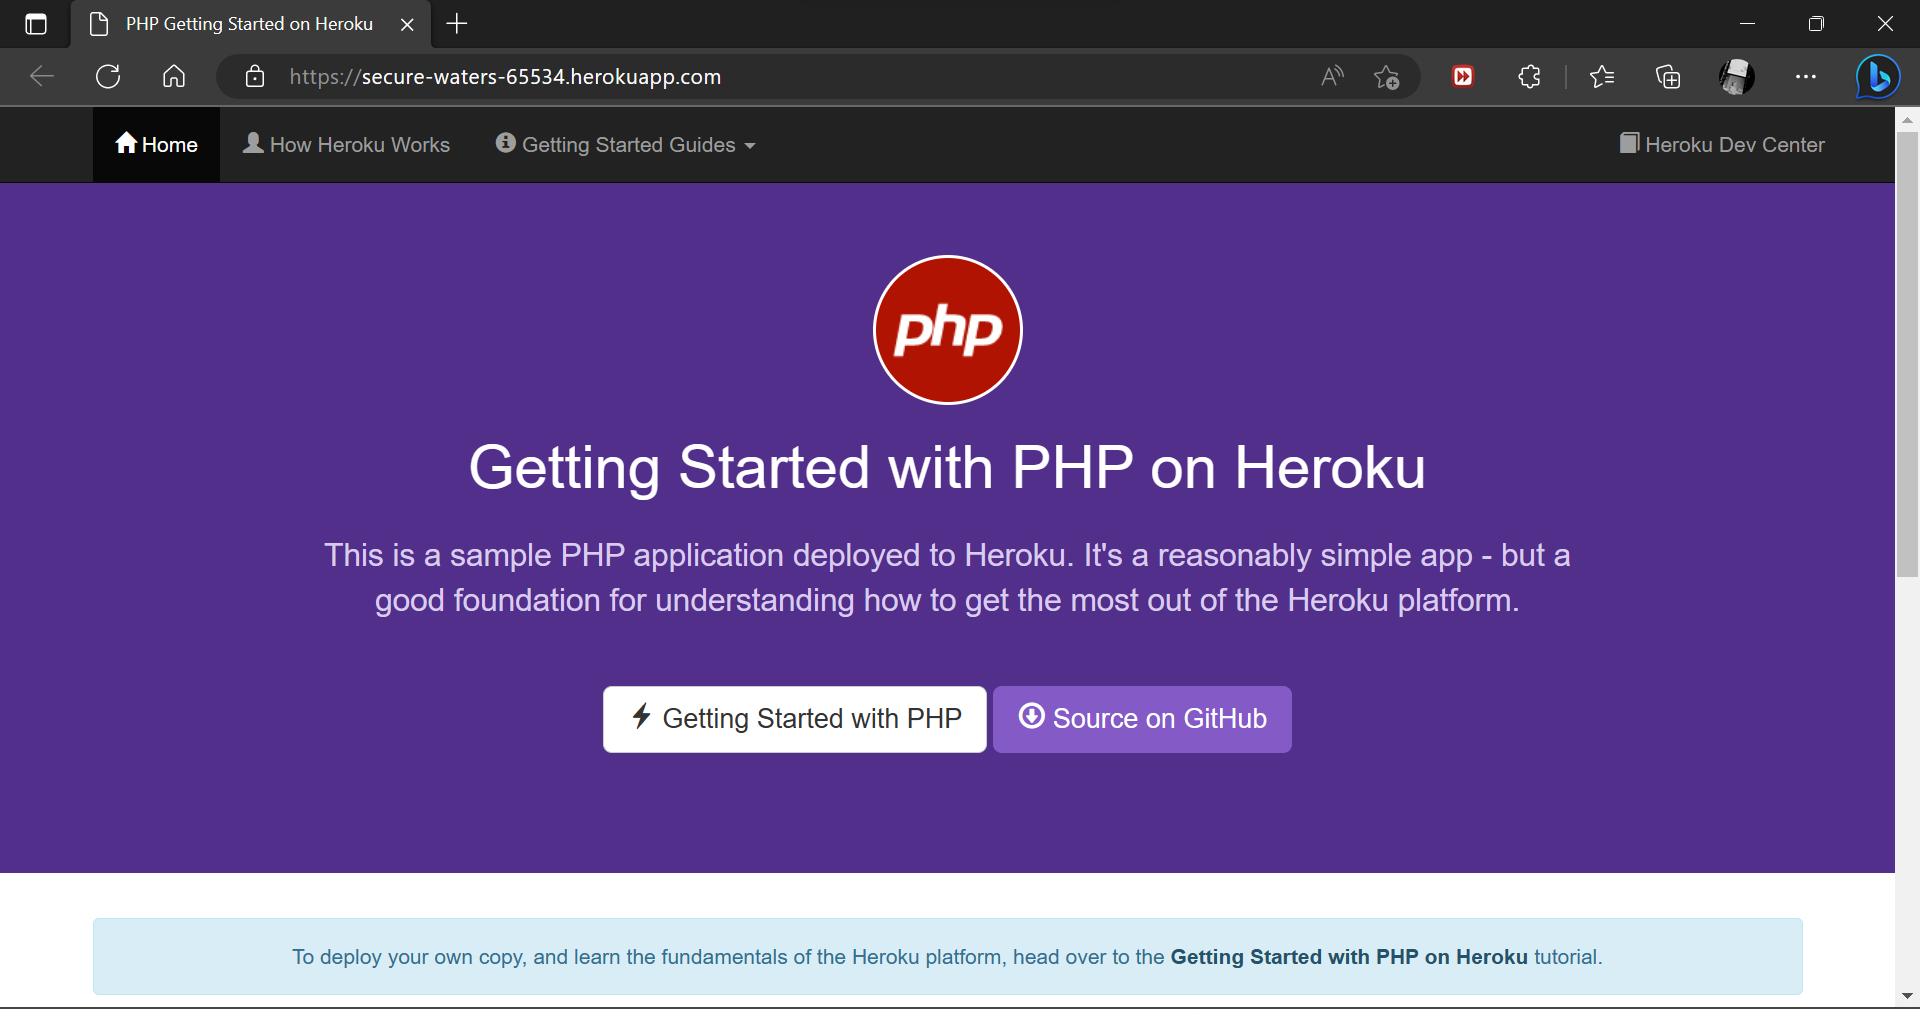 PHP Getting Started on Heroku
https://secure-waters-65534.herokuapp.com
Home How Heroku Works Getting Started Guides Heroku Dev Center
php
Getting Started with PHP on Heroku
This is a sample PHP application deployed to Heroku. It's a reasonably simple app - but a
good foundation for understanding how to get the most out of the Heroku platform.
Getting Started with PHP Source on GitHub
To deploy your own copy, and learn the fundamentals of the Heroku platform, head over to the Getting Started with PHP on Heroku tutorial.